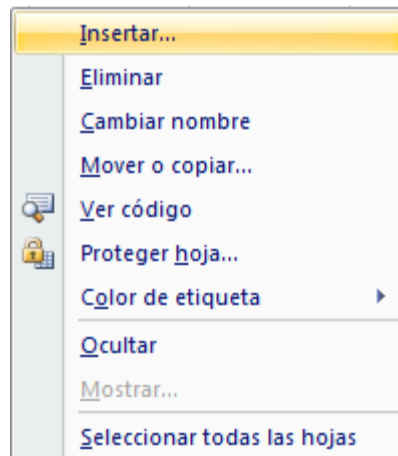 Insertar...
Eliminar
Cambiar nombre
Mover o copiar...
Ver código
Proteger hoja...
Color de etiqueta
Ocultar
Mostrar...
Seleccionar todas las hojas